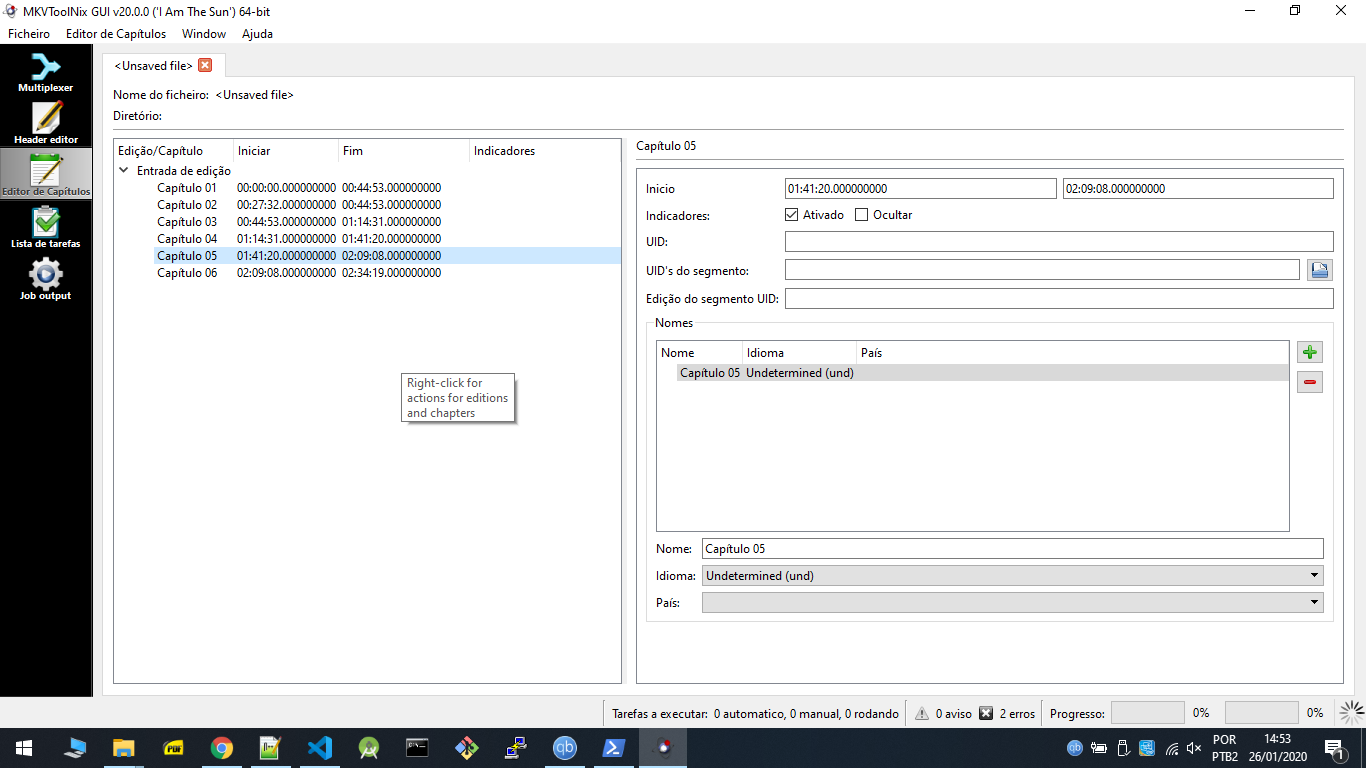 MKVToolNix GUI v20.0.0 ('I Am The Sun') 64-bit
Ficheiro Editor de Capítulos Window Ajuda
Multiplexer
Header editor
Editor de Capítulos
Lista de tarefas
Job output
<Unsaved file>
Nome do ficheiro: <Unsaved file>
Diretório:
Edição/Capítulo Iniciar Fim Indicadores
Entrada de edição
Capítulo 01 00:00:00.000000000 00:44:53.000000000
Capítulo 02 00:27:32.000000000 00:44:53.000000000
Capítulo 03 00:44:53.000000000 01:14:31.000000000
Capítulo 04 01:14:31.000000000 01:41:20.000000000
Capítulo 05 01:41:20.000000000 02:09:08.000000000
Capítulo 06 02:09:08.000000000 02:34:19.000000000
Right-click for
actions for editions
and chapters
Capítulo 05
Inicio 01:41:20.000000000 02:09:08.000000000
Indicadores: Ativado Ocultar
UID:
UID's do segmento:
Edição do segmento UID:
Nomes
Nome Idioma País
Capítulo 05 Undetermined (und)
Nome: Capítulo 05
Idioma: Undetermined (und)
País:
Tarefas a executar: 0 automatico, 0 manual, 0 rodando 0 aviso 2 erros Progresso: 0% 0%
PDF
qb
qb
POR
PTB2
14:53
26/01/2020
1